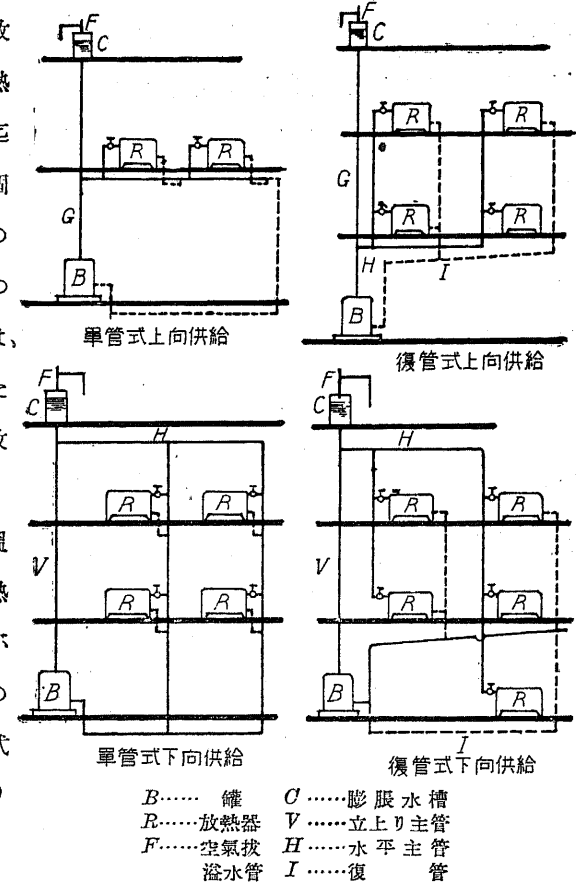 F
C
G
R R
B
單管式上向供給
F
C
R R
G
R R
H I
B
復管式上向供給
F
C
H
R R
V
R R
B
單管式下向供給
F
C
H
R R
V
R R
B R
I
復管式下向供給
B…… 罐 C ……膨脹水槽
R……放熱器 V ……立上り主管
F……空氣拔 H ……水平主管
溢水管 I ……復 管